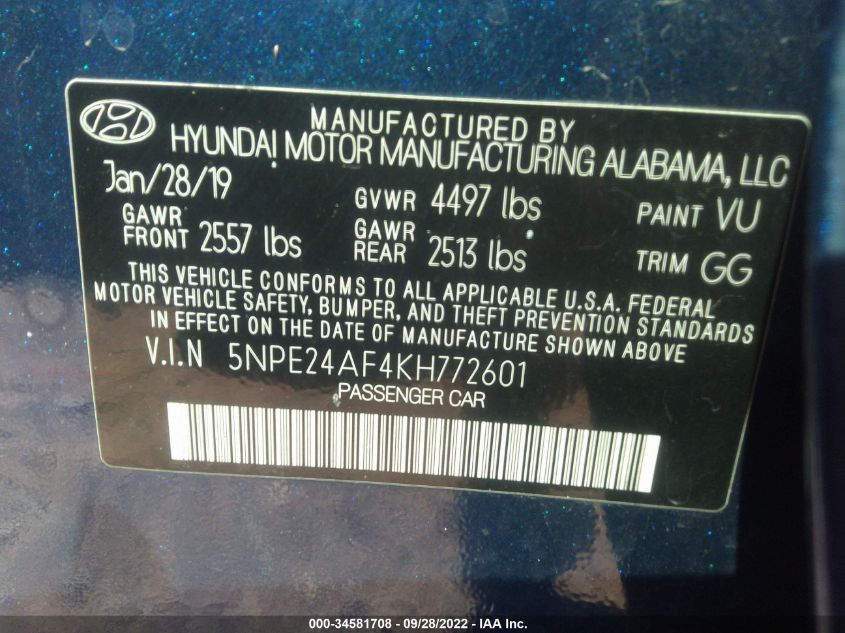 MANUFACTURED BY
HYUNDAI MOTOR MANUFACTURING ALABAMA, LLC
Jan/28/19 GVWR 4497 lbs PAINT VU
GAWR FRONT 2557 lbs GAWR REAR 2513 lbs TRIM GG
THIS VEHICLE CONFORMS TO ALL APPLICABLE U.S.A. FEDERAL
MOTOR VEHICLE SAFETY, BUMPER, AND THEFT PREVENTION STANDARDS
IN EFFECT ON THE DATE OF MANUFACTURE SHOWN ABOVE
V.I.N 5NPE24AF4KH772601
PASSENGER CAR
000-34581708 - 09/28/2022 - IAA Inc.